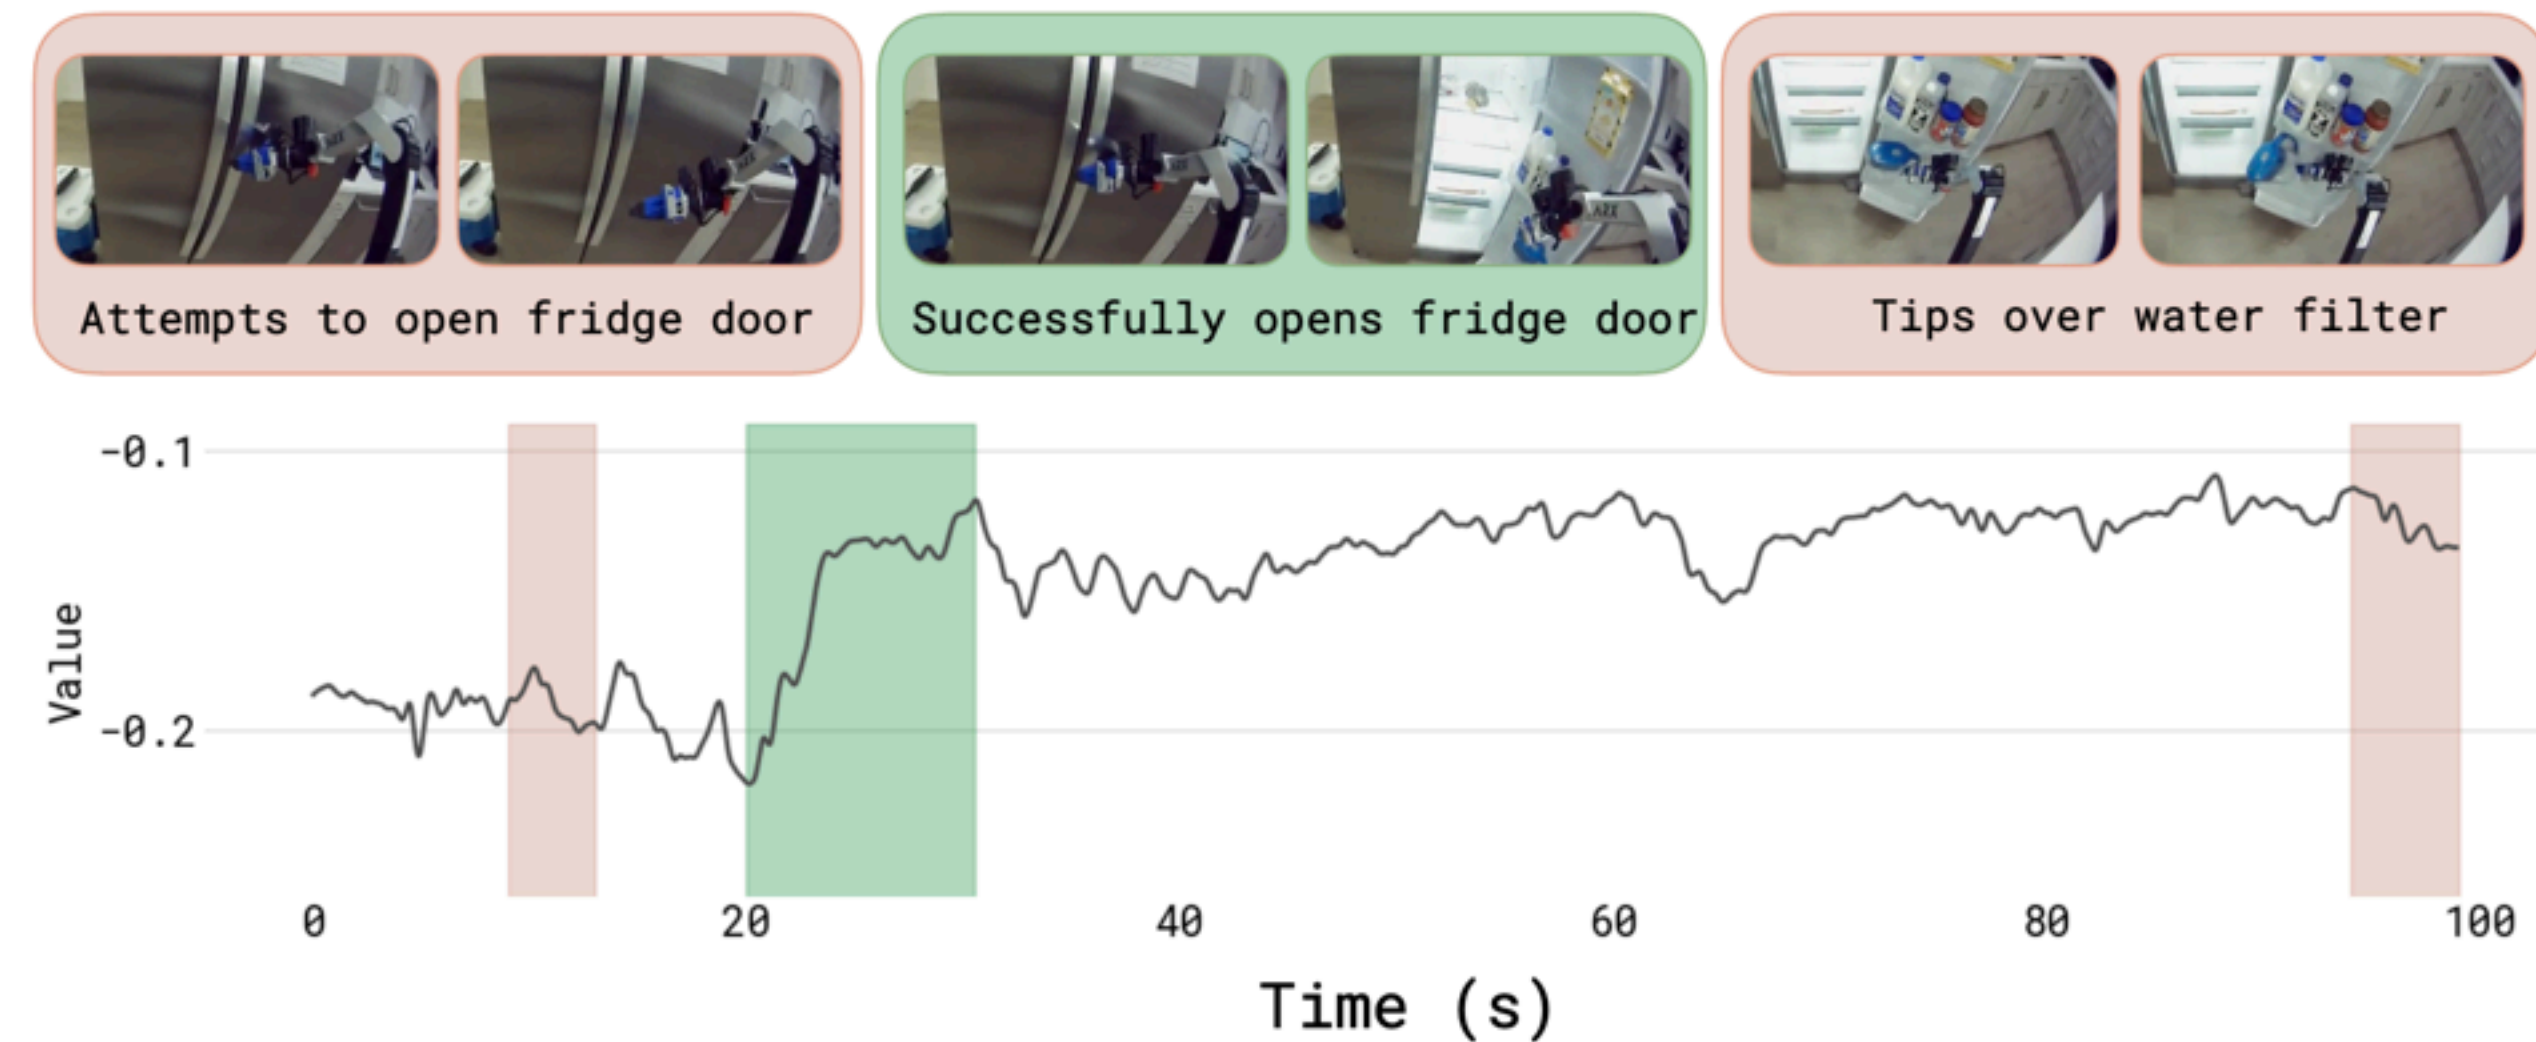 Attempts to open fridge door
Successfully opens fridge door
Tips over water filter
-0.1
Value
-0.2
0 20 40 60 80 100
Time (s)